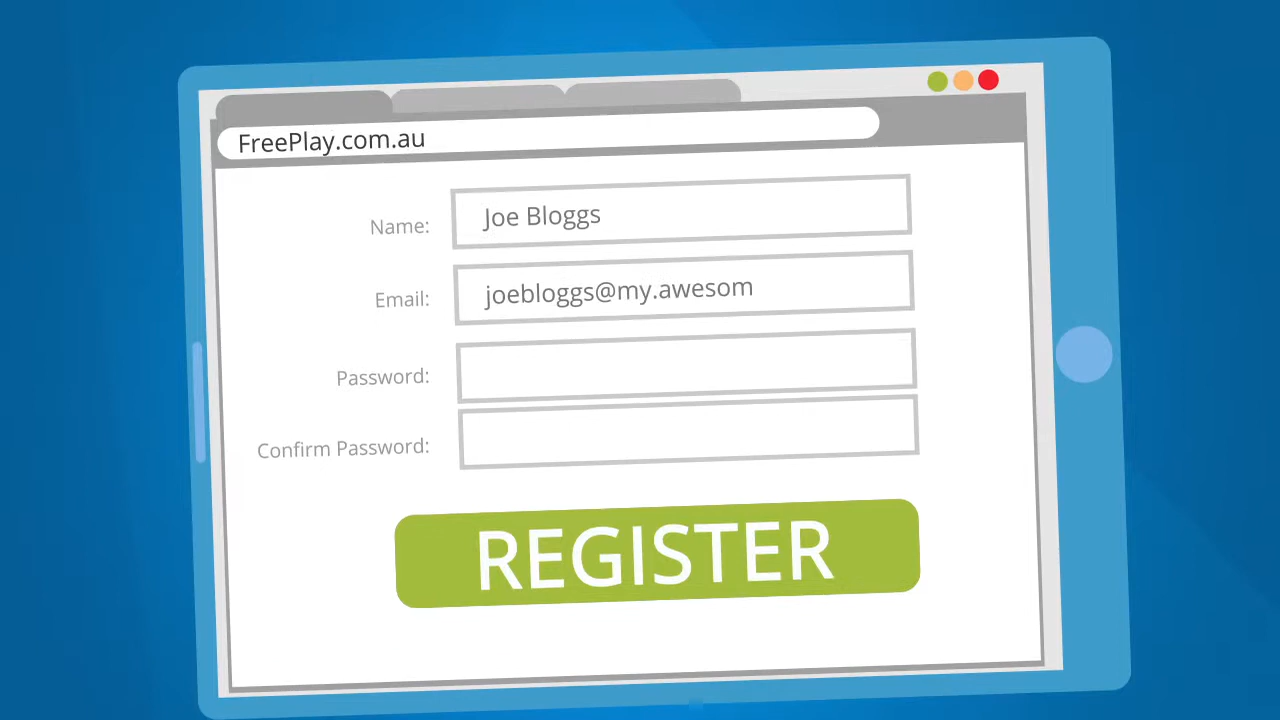 FreePlay.com.au
Name: Joe Bloggs
Email: joebloggs@my.awesom
Password:
Confirm Password:
REGISTER